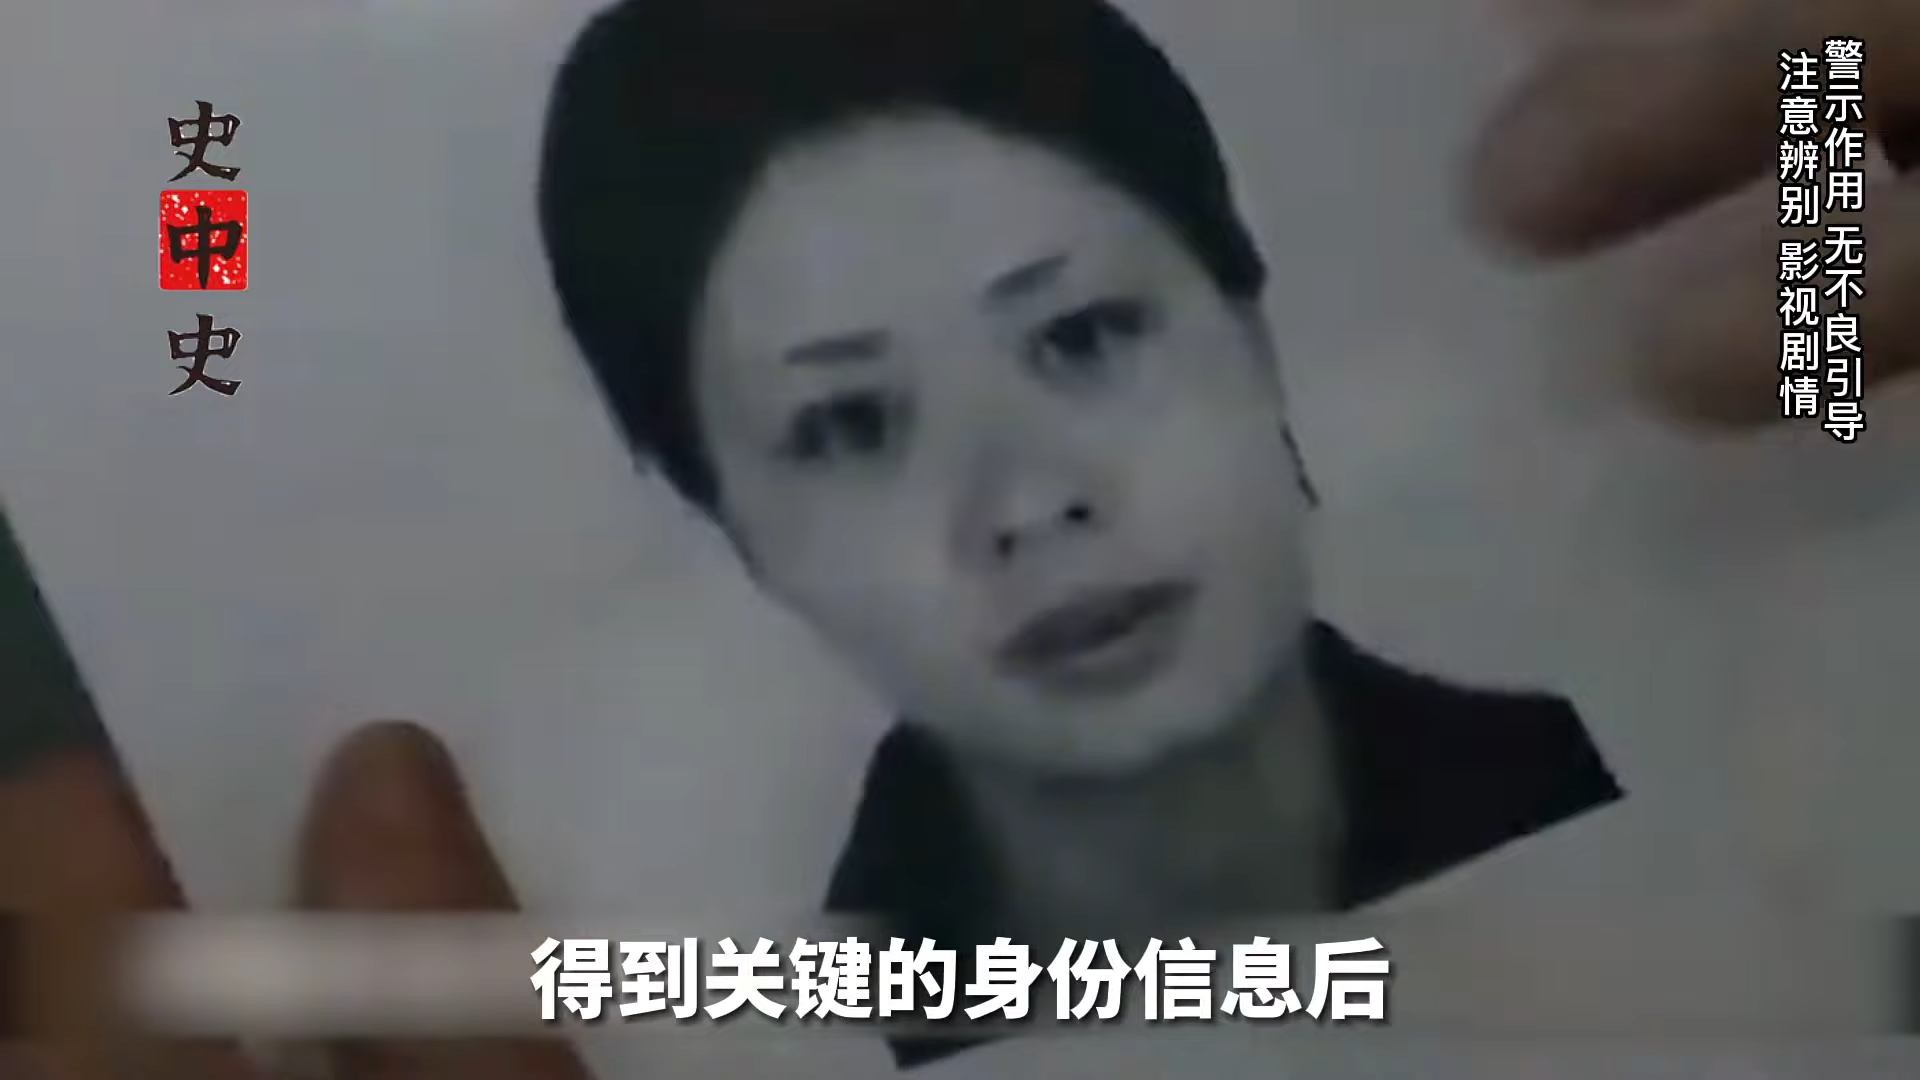 史中史
警示作用 无不良引导
注意辨别 影视剧情
得到关键的身份信息后